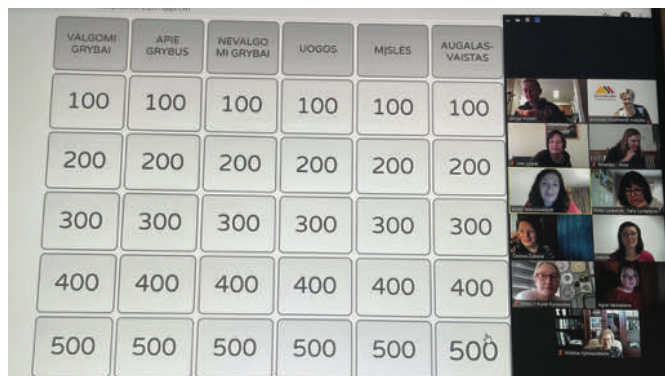 VALGOMI
GRYBAI
APIE
GRYBUS
NEVALGO
MI GRYBAI
UOGOS
MĮSLĖS
AUGALAS-
VAISTAS
100 100 100 100 100 100
200 200 200 200 200 200
300 300 300 300 300 300
400 400 400 400 400 400
500 500 500 500 500 500